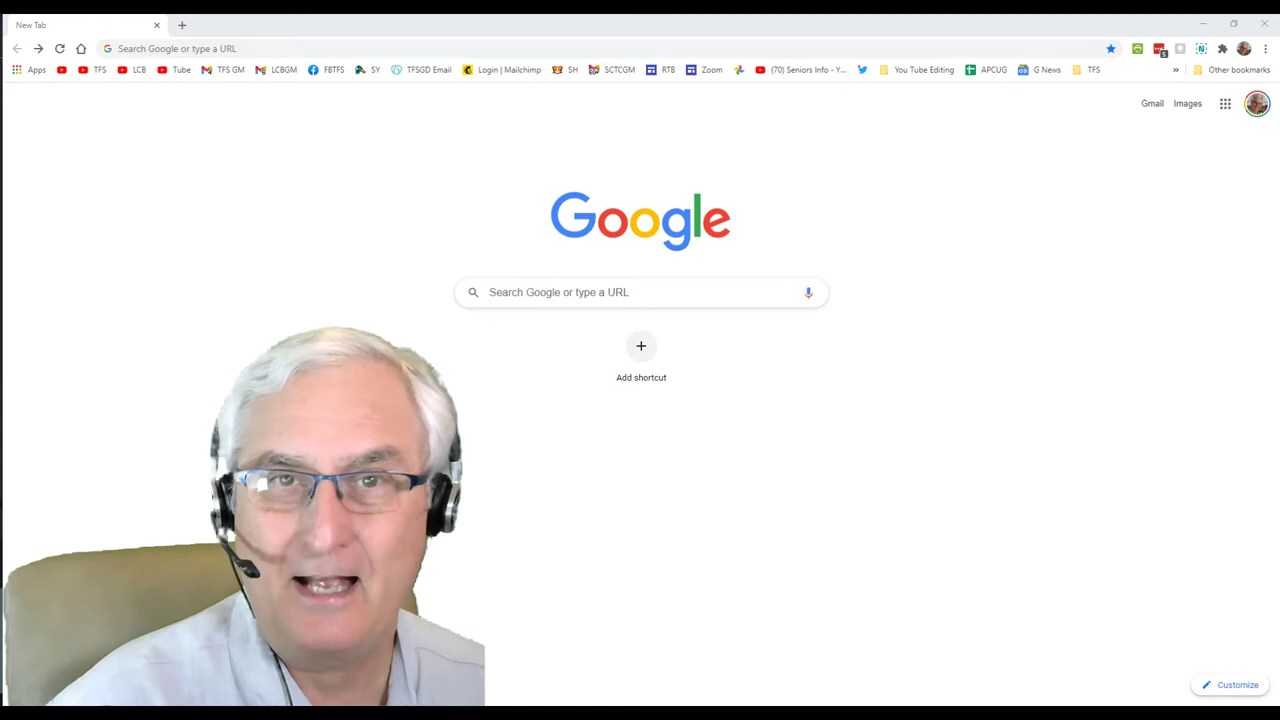 New Tab
Search Google or type a URL
5
Apps TFS LCB Tube TFS GM LCBGM FBTFS SY TFSGD Email Login | Mailchimp SH SCTCGM RTB Zoom (70) Seniors Info - Y... You Tube Editing APCUG G News TFS » Other bookmarks
Gmail Images
Google
Search Google or type a URL
Add shortcut
Customize